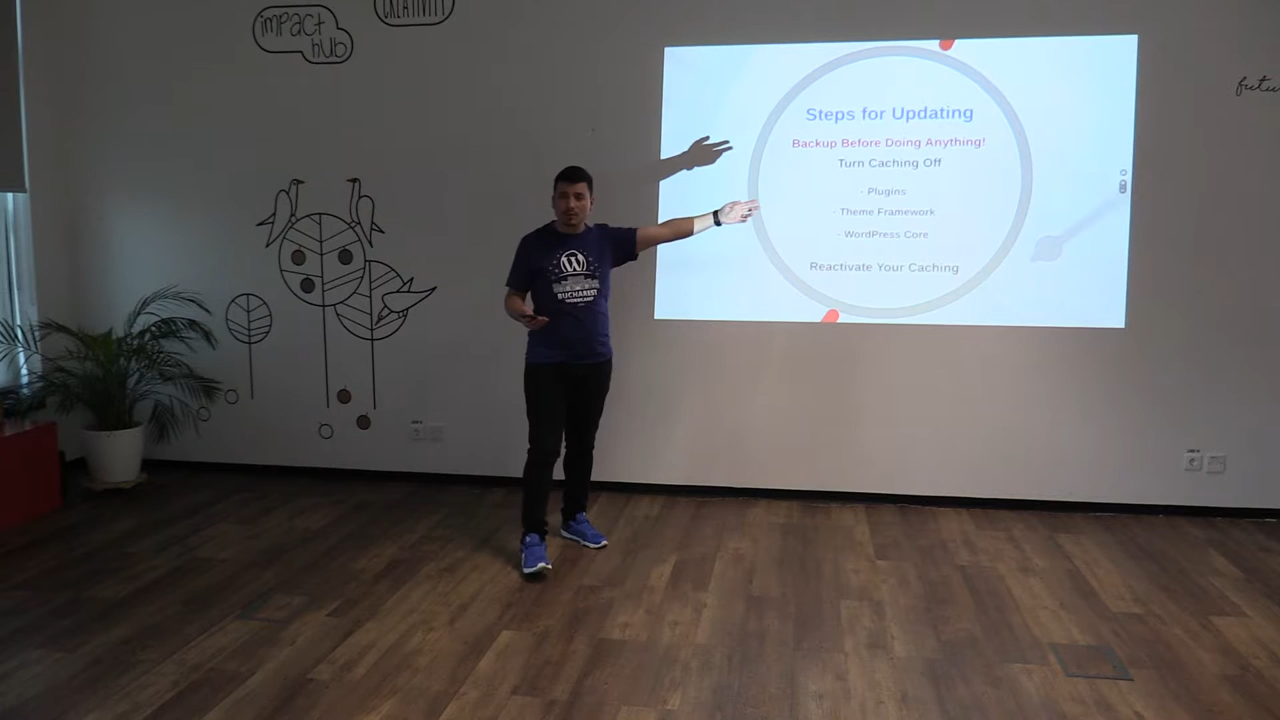 CREATIVITY
impact
hub
Steps for Updating
Backup Before Doing Anything!
Turn Caching Off
- Plugins
- Theme Framework
- WordPress Core
Reactivate Your Caching
W
BUCHAREST